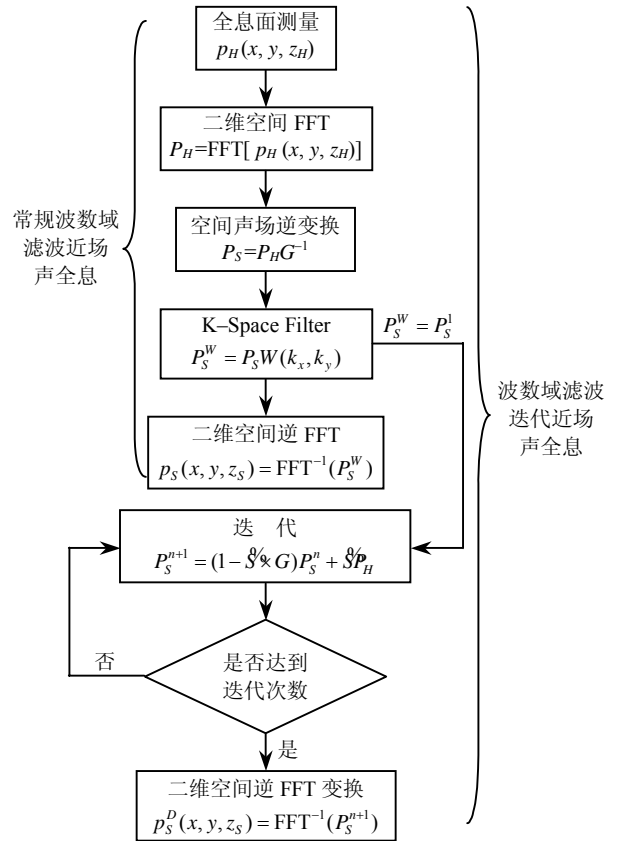 全息面测量
p_H(x, y, z_H)
二维空间 FFT
P_H=FFT[ p_H (x, y, z_H)]
空间声场逆变换
P_S=P_HG⁻¹
常规波数域
滤波近场
声全息
K–Space Filter
P_S^W = P_SW(k_x, k_y)
P_S^W = P_S^1
二维空间逆 FFT
p_S(x, y, z_S) = FFT⁻¹(P_S^W)
波数域滤波
迭代近场
声全息
迭 代
P_S^{n+1} = (1− S%×G)P_S^n + S%P_H
否
是否达到
迭代次数
是
二维空间逆 FFT 变换
p_S^D(x, y, z_S) = FFT⁻¹(P_S^{n+1})